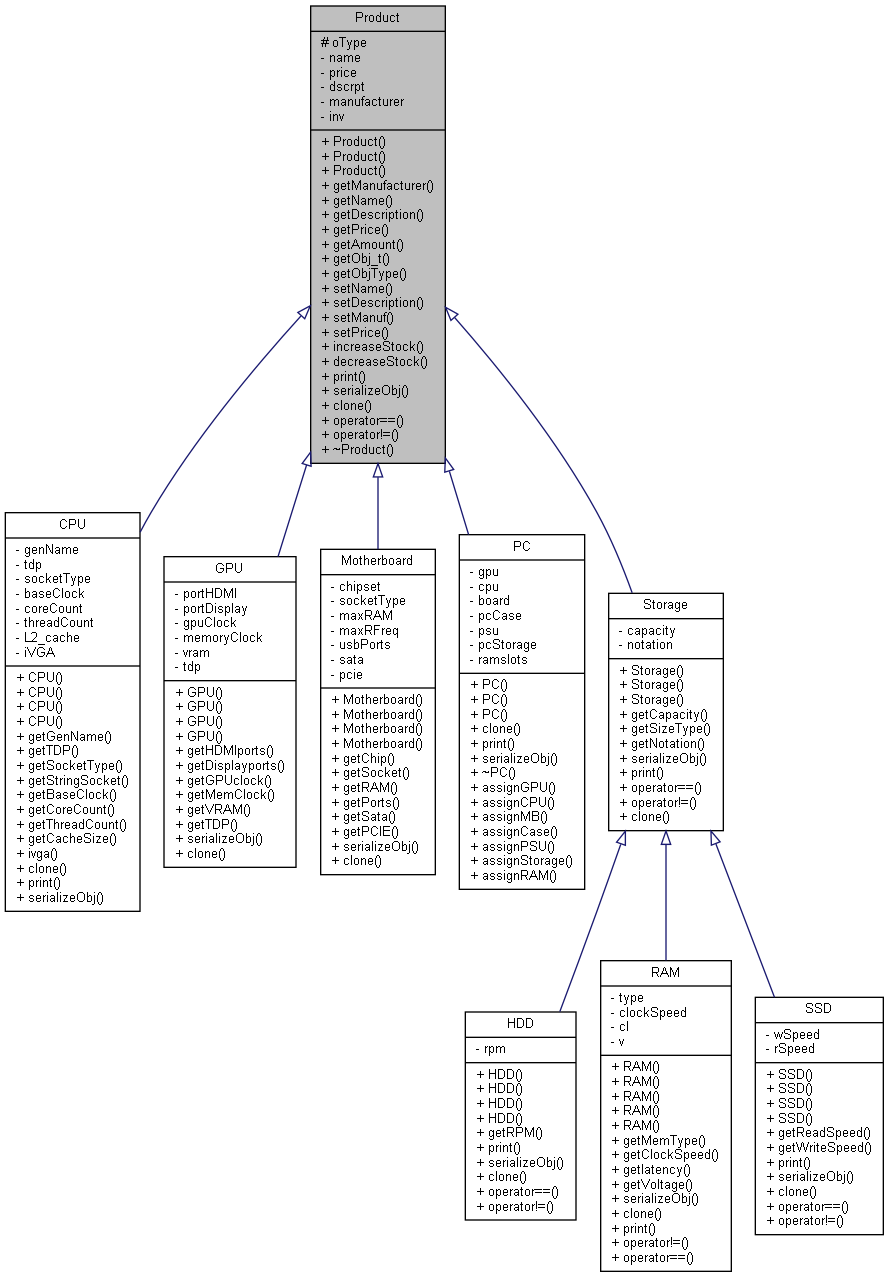 Product
# oType
- name
- price
- dscrpt
- manufacturer
- inv
+ Product()
+ Product()
+ Product()
+ getManufacturer()
+ getName()
+ getDescription()
+ getPrice()
+ getAmount()
+ getObj_t()
+ getObjType()
+ setName()
+ setDescription()
+ setManuf()
+ setPrice()
+ increaseStock()
+ decreaseStock()
+ print()
+ serializeObj()
+ clone()
+ operator==()
+ operator!=()
+ ~Product()
CPU
- genName
- tdp
- socketType
- baseClock
- coreCount
- threadCount
- L2_cache
- iVGA
+ CPU()
+ CPU()
+ CPU()
+ CPU()
+ getGenName()
+ getTDP()
+ getSocketType()
+ getStringSocket()
+ getBaseClock()
+ getCoreCount()
+ getThreadCount()
+ getCacheSize()
+ ivga()
+ clone()
+ print()
+ serializeObj()
GPU
- portHDMI
- portDisplay
- gpuClock
- memoryClock
- vram
- tdp
+ GPU()
+ GPU()
+ GPU()
+ GPU()
+ getHDMIports()
+ getDisplayports()
+ getGPUclock()
+ getMemClock()
+ getVRAM()
+ getTDP()
+ serializeObj()
+ clone()
Motherboard
- chipset
- socketType
- maxRAM
- maxRFreq
- usbPorts
- sata
- pcie
+ Motherboard()
+ Motherboard()
+ Motherboard()
+ Motherboard()
+ getChip()
+ getSocket()
+ getRAM()
+ getPorts()
+ getSata()
+ getPCIE()
+ serializeObj()
+ clone()
PC
- gpu
- cpu
- board
- pcCase
- psu
- pcStorage
- ramslots
+ PC()
+ PC()
+ PC()
+ clone()
+ print()
+ serializeObj()
+ ~PC()
+ assignGPU()
+ assignCPU()
+ assignMB()
+ assignCase()
+ assignPSU()
+ assignStorage()
+ assignRAM()
Storage
- capacity
- notation
+ Storage()
+ Storage()
+ Storage()
+ getCapacity()
+ getSizeType()
+ getNotation()
+ serializeObj()
+ print()
+ operator==()
+ operator!=()
+ clone()
HDD
- rpm
+ HDD()
+ HDD()
+ HDD()
+ HDD()
+ getRPM()
+ print()
+ serializeObj()
+ clone()
+ operator==()
+ operator!=()
RAM
- type
- clockSpeed
- cl
- v
+ RAM()
+ RAM()
+ RAM()
+ RAM()
+ RAM()
+ getMemType()
+ getClockSpeed()
+ getlatency()
+ getVoltage()
+ serializeObj()
+ clone()
+ print()
+ operator!=()
+ operator==()
SSD
- wSpeed
- rSpeed
+ SSD()
+ SSD()
+ SSD()
+ SSD()
+ getReadSpeed()
+ getWriteSpeed()
+ print()
+ serializeObj()
+ clone()
+ operator==()
+ operator!=()